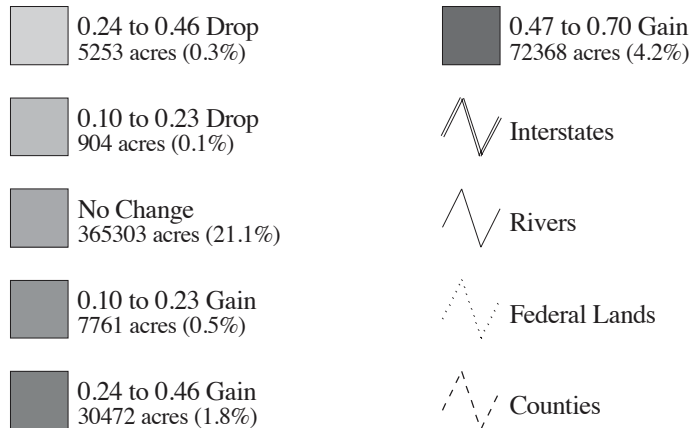 0.24 to 0.46 Drop
5253 acres (0.3%)
0.10 to 0.23 Drop
904 acres (0.1%)
No Change
365303 acres (21.1%)
0.10 to 0.23 Gain
7761 acres (0.5%)
0.24 to 0.46 Gain
30472 acres (1.8%)
0.47 to 0.70 Gain
72368 acres (4.2%)
Interstates
Rivers
Federal Lands
Counties